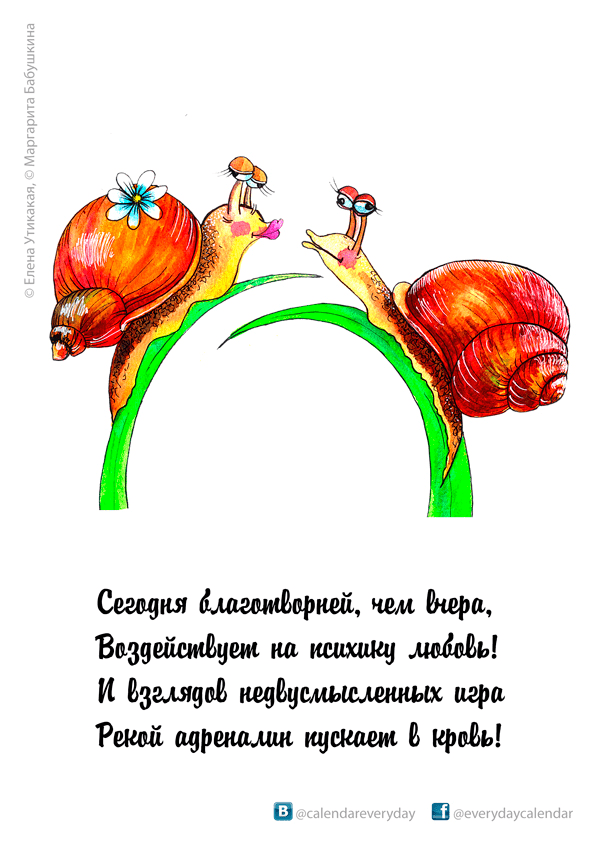 © Елена Утикакая, © Маргарита Бабушкина
Сегодня благотворней, чем вчера,
Воздействует на психику любовь!
И взглядов недвусмысленных игра
Рекой адреналин пускает в кровь!
B @calendareveryday f @everydaycalendar